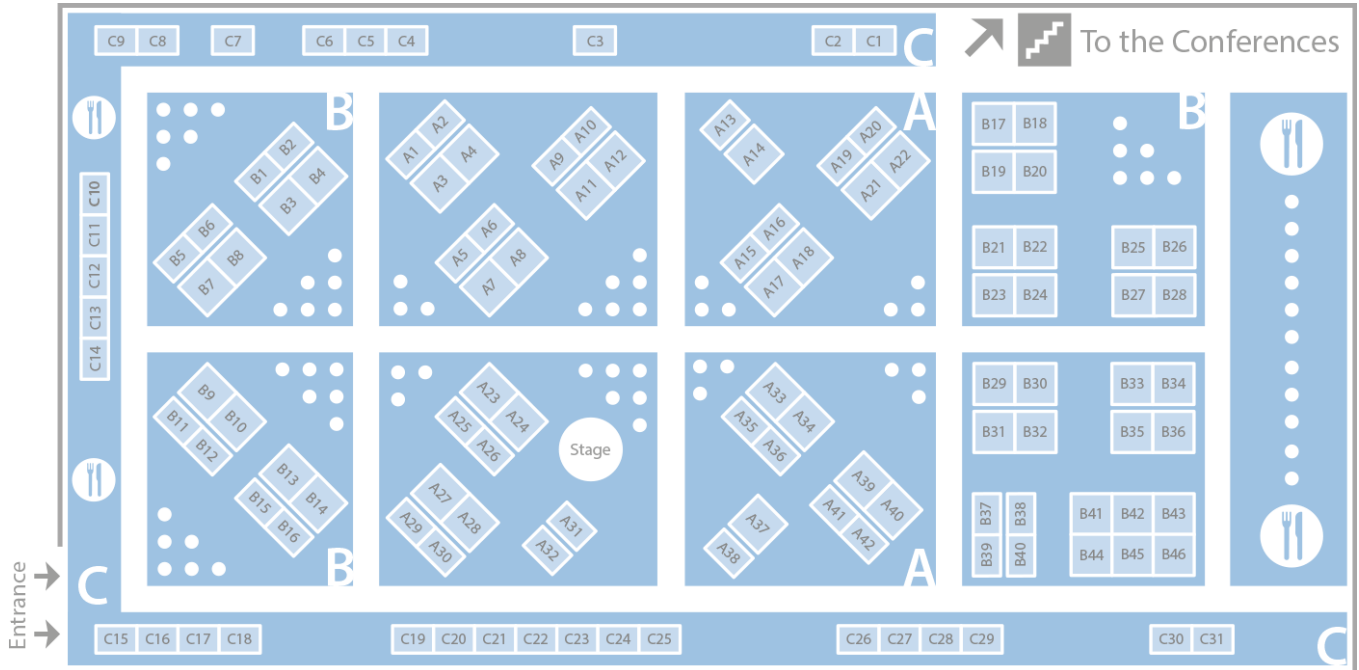 C9 C8 C7 C6 C5 C4 C3 C2 C1 C
To the Conferences
C10
C11
C12
C13
C14
B
B1 B2
B3 B4
B5 B6
B7 B8
A1 A2
A3 A4
A5 A6
A7 A8
A9 A10
A11 A12
A
A13
A14
A15 A16
A17 A18
A19 A20
A21 A22
B
B17 B18
B19 B20
B21 B22
B23 B24
B25 B26
B27 B28
B9 B10
B11 B12
B13 B14
B15 B16
B
A23 A24
A25 A26
A27 A28
A29 A30
Stage
A31
A32
A33 A34
A35 A36
A37
A38
A39 A40
A41 A42
A
B29 B30
B31 B32
B33 B34
B35 B36
B37 B38
B39 B40
B41 B42 B43
B44 B45 B46
Entrance
C
C15 C16 C17 C18 C19 C20 C21 C22 C23 C24 C25 C26 C27 C28 C29 C30 C31 C